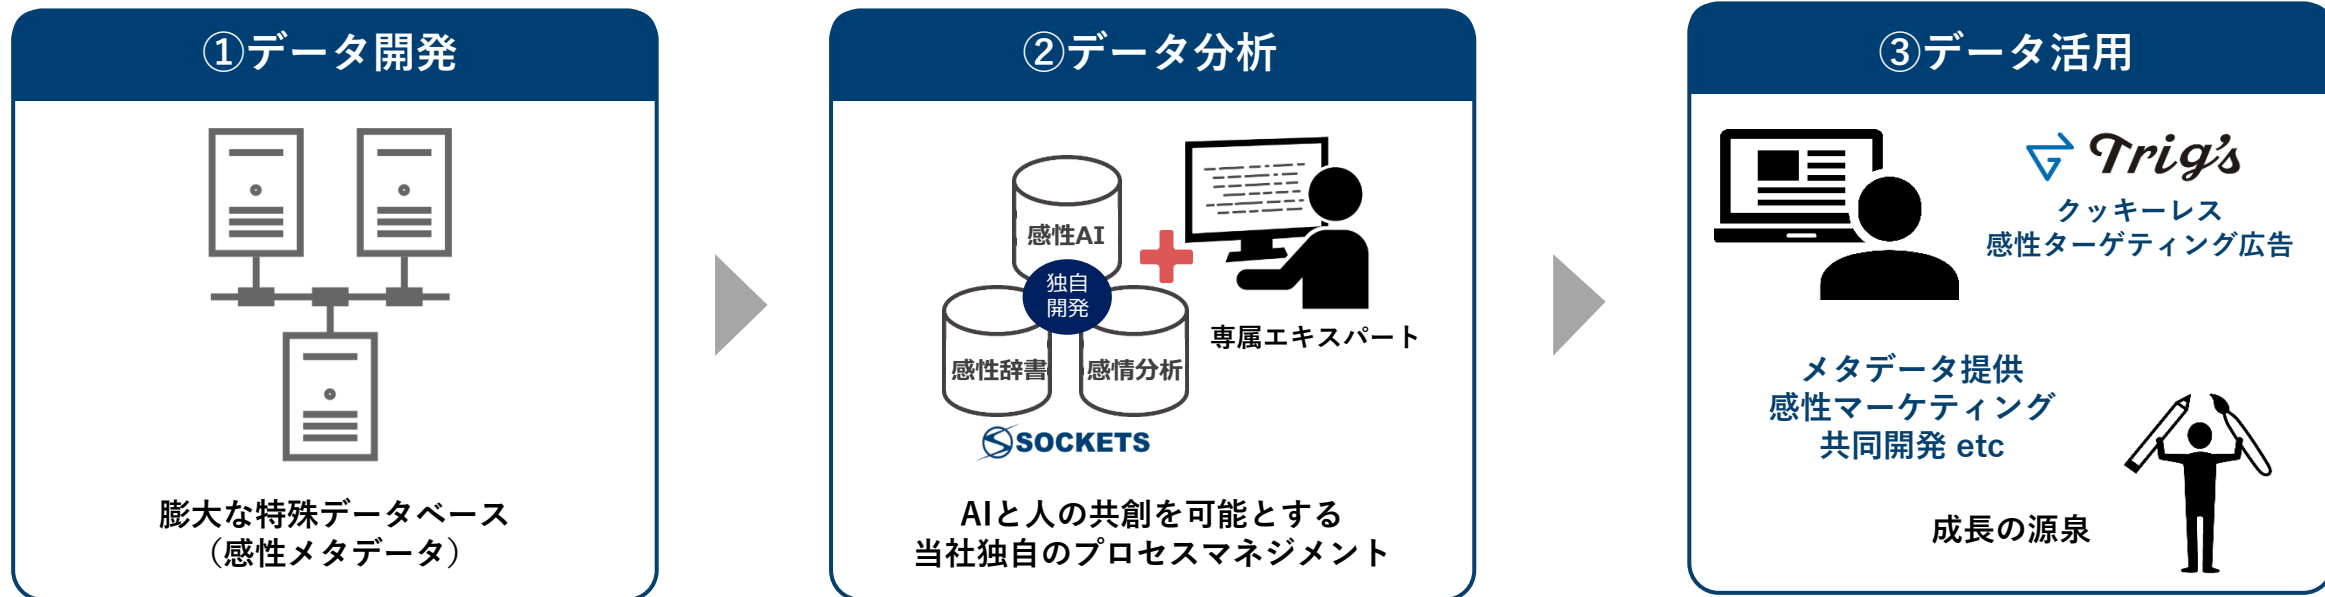 ①データ開発
膨大な特殊データベース
（感性メタデータ）
②データ分析
感性AI
独自
開発
感性辞書
感情分析
専属エキスパート
SOCKETS
AIと人の共創を可能とする
当社独自のプロセスマネジメント
③データ活用
Trig's
クッキーレス
感性ターゲティング広告
メタデータ提供
感性マーケティング
共同開発 etc
成長の源泉